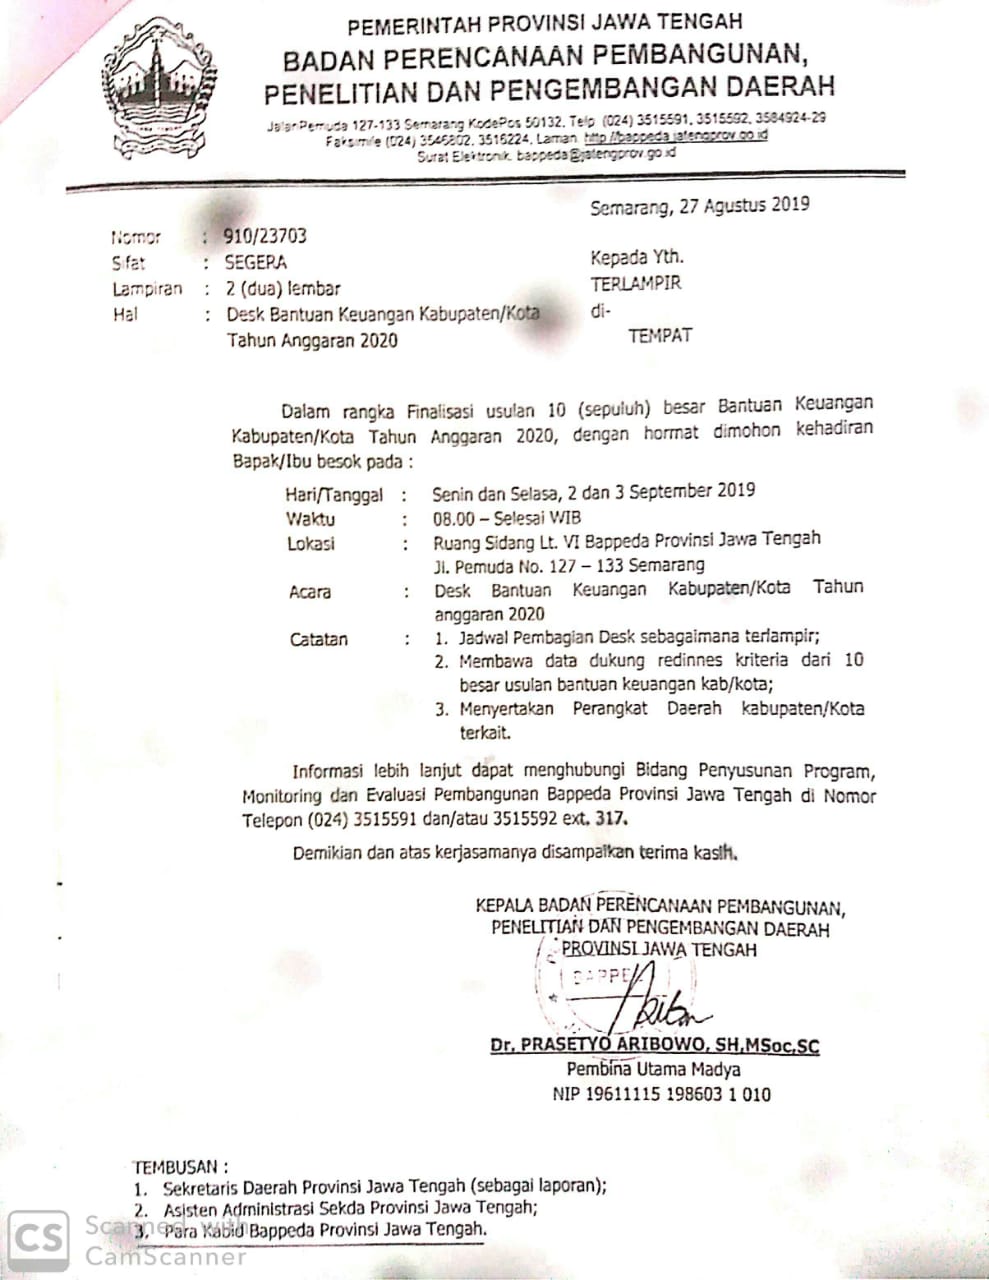 PEMERINTAH PROVINSI JAWA TENGAH
BADAN PERENCANAAN PEMBANGUNAN,
PENELITIAN DAN PENGEMBANGAN DAERAH
Jalan Pemuda 127-133 Semarang KodePos 50132, Telp (024) 3515591, 3515592, 3584924-29
Faksimile (024) 3546802, 3516224, Laman. http://bappeda.jatengprov.go.id
Surat Elektronik. bappeda@jatengprov.go.id
Semarang, 27 Agustus 2019
Nomor : 910/23703
Sifat : SEGERA
Lampiran : 2 (dua) lembar
Hal : Desk Bantuan Keuangan Kabupaten/Kota
Tahun Anggaran 2020
Kepada Yth.
TERLAMPIR
di-
TEMPAT
Dalam rangka Finalisasi usulan 10 (sepuluh) besar Bantuan Keuangan
Kabupaten/Kota Tahun Anggaran 2020, dengan hormat dimohon kehadiran
Bapak/Ibu besok pada :
Hari/Tanggal : Senin dan Selasa, 2 dan 3 September 2019
Waktu : 08.00 – Selesai WIB
Lokasi : Ruang Sidang Lt. VI Bappeda Provinsi Jawa Tengah
Jl. Pemuda No. 127 – 133 Semarang
Acara : Desk Bantuan Keuangan Kabupaten/Kota Tahun
anggaran 2020
Catatan : 1. Jadwal Pembagian Desk sebagaimana terlampir;
2. Membawa data dukung redinnes kriteria dari 10
besar usulan bantuan keuangan kab/kota;
3. Menyertakan Perangkat Daerah kabupaten/Kota
terkait.
Informasi lebih lanjut dapat menghubungi Bidang Penyusunan Program,
Monitoring dan Evaluasi Pembangunan Bappeda Provinsi Jawa Tengah di Nomor
Telepon (024) 3515591 dan/atau 3515592 ext. 317.
Demikian dan atas kerjasamanya disampaikan terima kasih.
KEPALA BADAN PERENCANAAN PEMBANGUNAN,
PENELITIAN DAN PENGEMBANGAN DAERAH
PROVINSI JAWA TENGAH
BAPPE
Dr. PRASETYO ARIBOWO, SH,MSoc,SC
Pembina Utama Madya
NIP 19611115 198603 1 010
TEMBUSAN :
1. Sekretaris Daerah Provinsi Jawa Tengah (sebagai laporan);
2. Asisten Administrasi Sekda Provinsi Jawa Tengah;
3. Para Kabid Bappeda Provinsi Jawa Tengah.
CS Scanned with
CamScanner